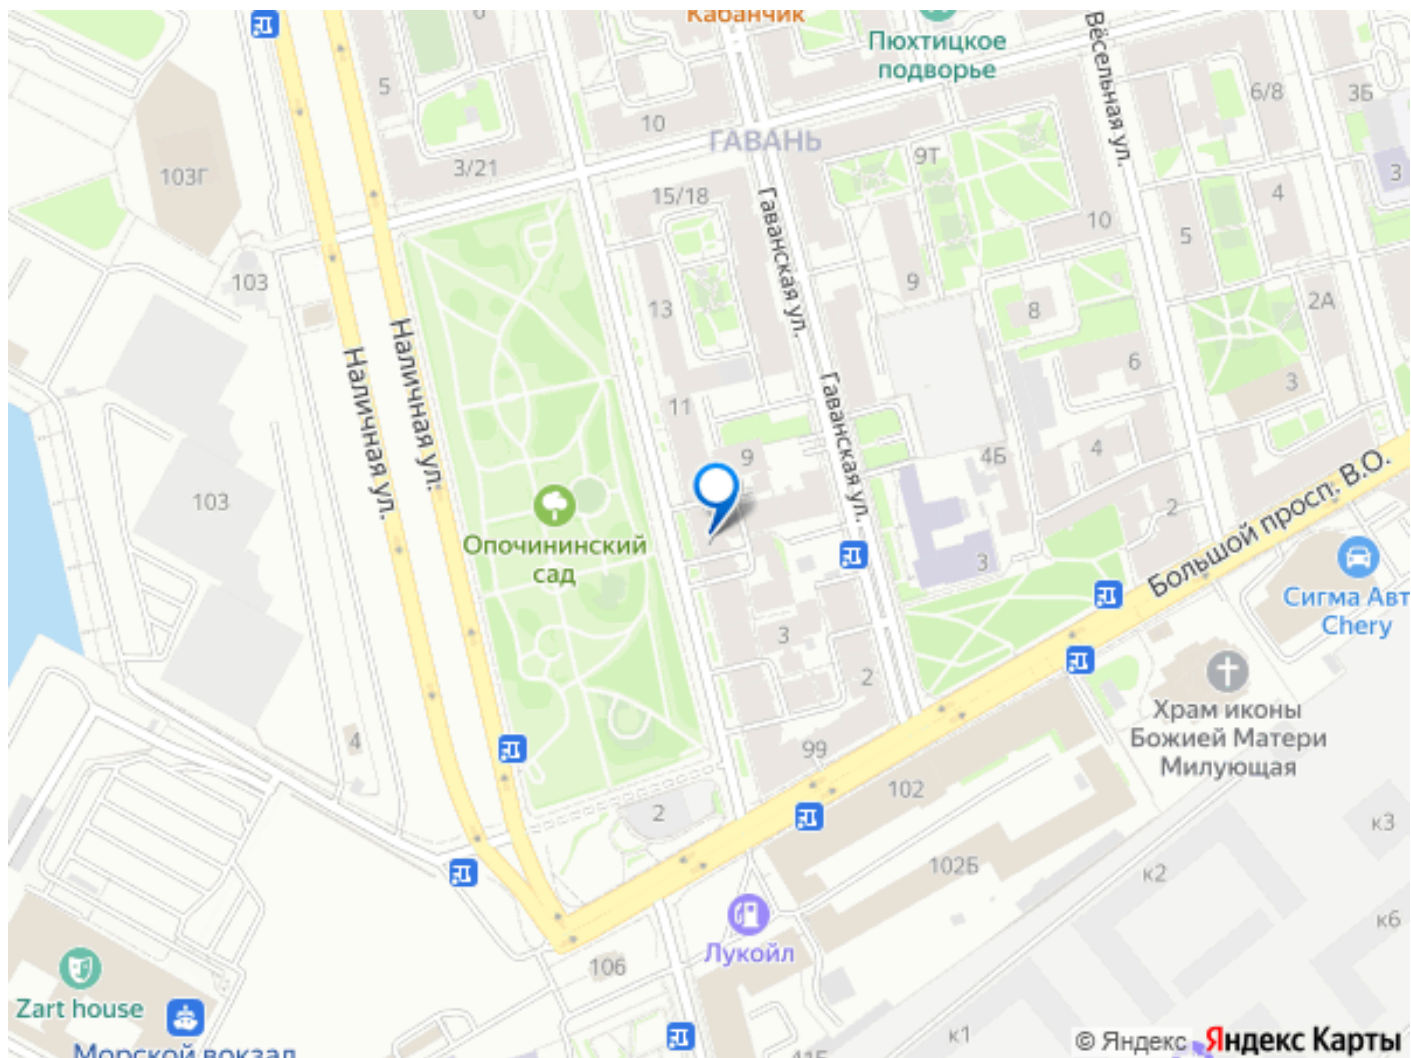 Кабанчик
6
Пюхтицкое
подворье
Вёсельная ул.
6/8
3Б
5
10
ГАВАНЬ
9Т
3/21
103Г
15/18
3
4
10
5
Гаванская ул.
103
9
2А
13
8
Наличная ул.
Наличная ул.
6
3
11
Гаванская ул.
9
4Б
4
Большой просп. В.О.
103
2
Опочининский
сад
3
Сигма Авт
Chery
3
2
Храм иконы
Божией Матери
Милующая
4
99
102
2
к3
102Б
к2
Лукойл
к6
106
Zart house
к1
Морской вокзал
© Яндекс Яндекс Карты